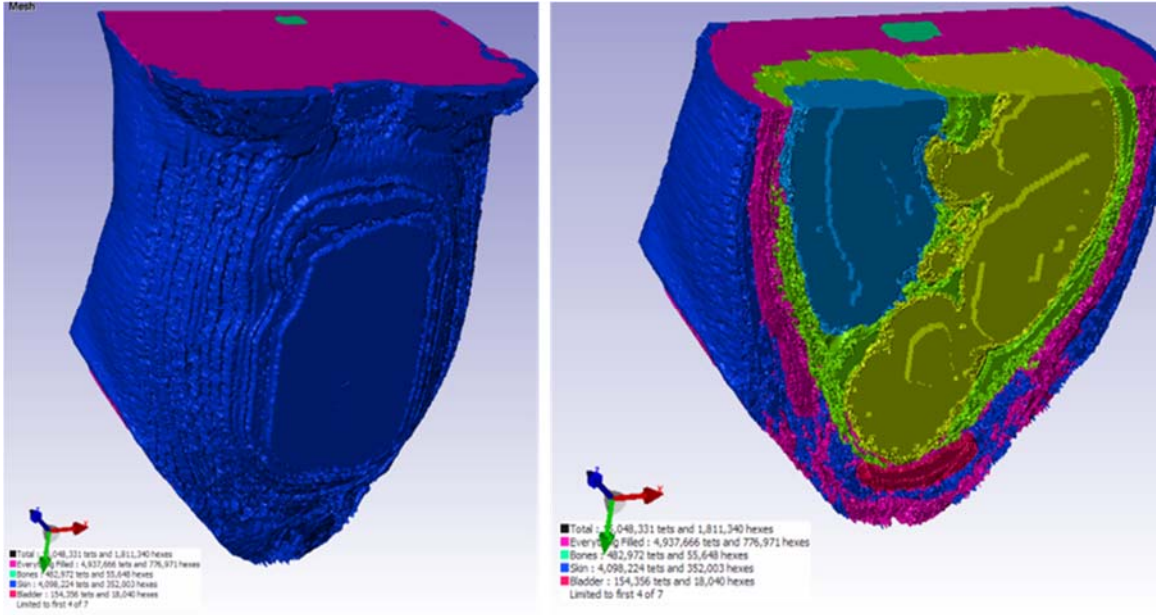 Mesh
Total : ,048,331 tets and 1,811,340 hexes
Everything Filled : 4,937,666 tets and 776,971 hexes
Bones : 482,972 tets and 55,648 hexes
Skin : 4,098,224 tets and 352,003 hexes
Bladder : 154,356 tets and 18,040 hexes
Limited to first 4 of 7
Total : ,048,331 tets and 1,811,340 hexes
Everything Filled : 4,937,666 tets and 776,971 hexes
Bones : 482,972 tets and 55,648 hexes
Skin : 4,098,224 tets and 352,003 hexes
Bladder : 154,356 tets and 18,040 hexes
Limited to first 4 of 7